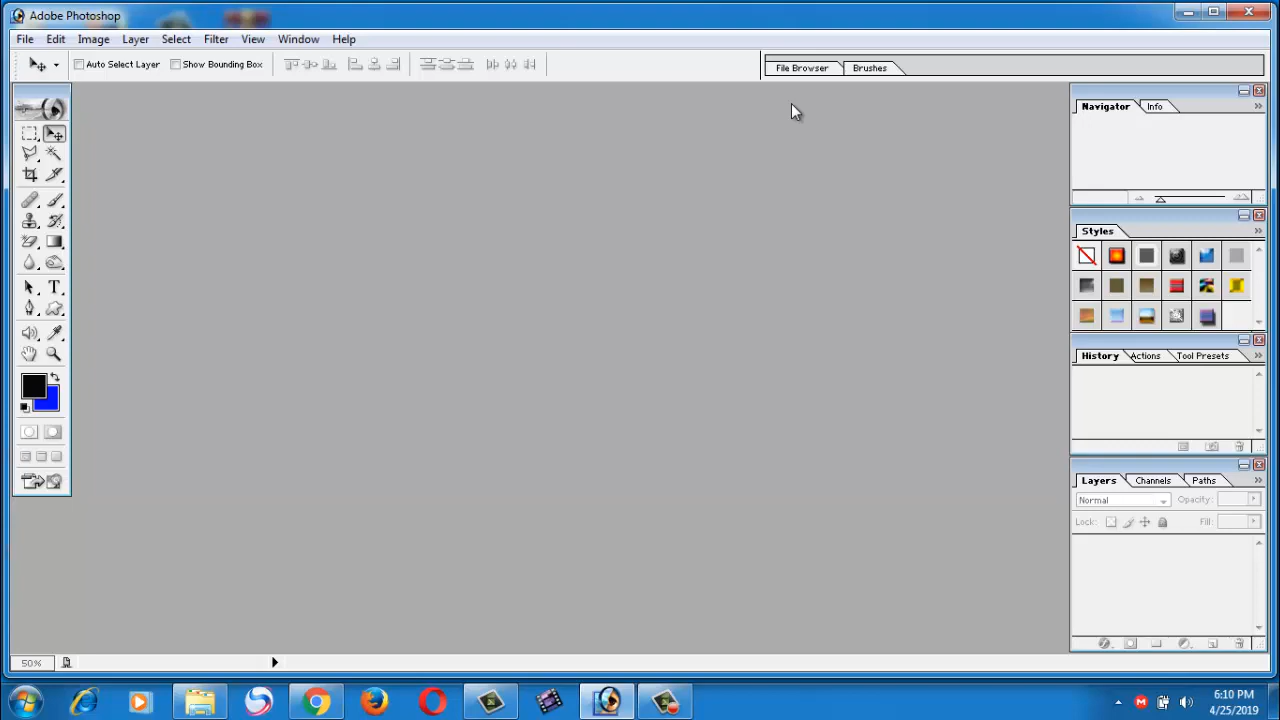 Adobe Photoshop
File Edit Image Layer Select Filter View Window Help
Auto Select Layer Show Bounding Box File Browser Brushes
Navigator Info
Styles
History Actions Tool Presets
Layers Channels Paths
Normal Opacity:
Lock: Fill:
T
50%
6:10 PM
4/25/2019